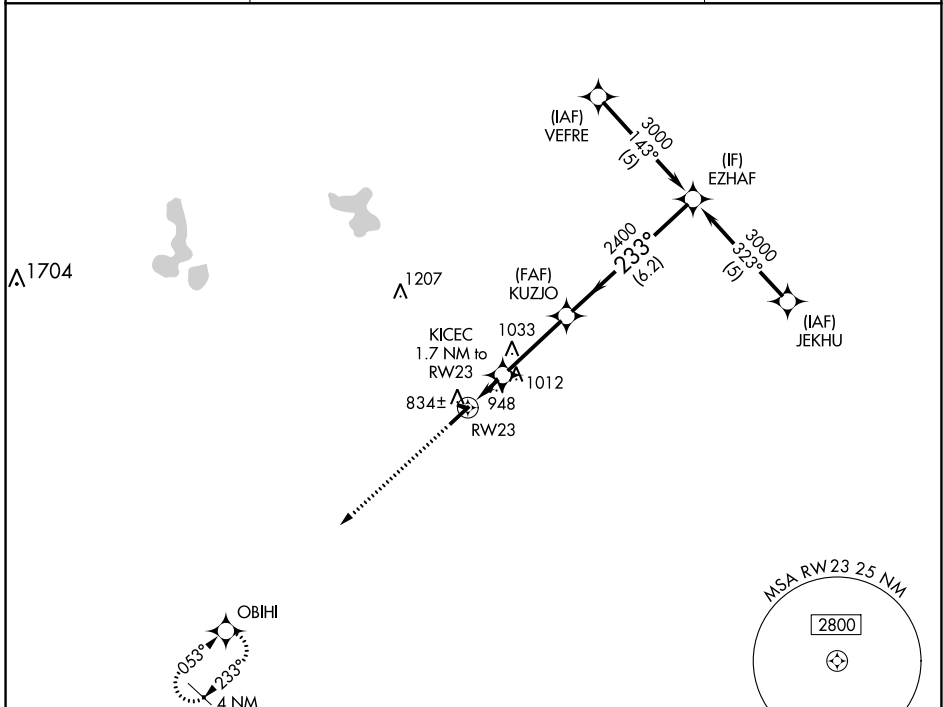 (IAF)
VEFRE
3000
143°
(5)
(IF)
EZHAF
2400
233°
(6.2)
3000
323°
(5)
(IAF)
JEKHU
1704
1207
(FAF)
KUZJO
KICEC
1.7 NM to
RW23
1033
1012
834±
948
RW23
OBIHI
053°
233°
4 NM
MSA RW23 25 NM
2800